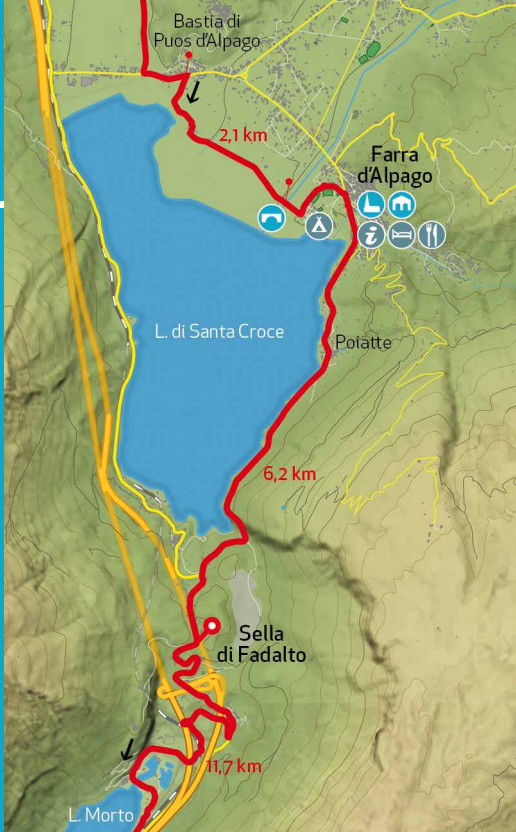 Bastia di
Puos d'Alpago
2,1 km
Farra
d'Alpago
i
L. di Santa Croce
Poiatte
6,2 km
Sella
di Fadalto
11,7 km
L. Morto